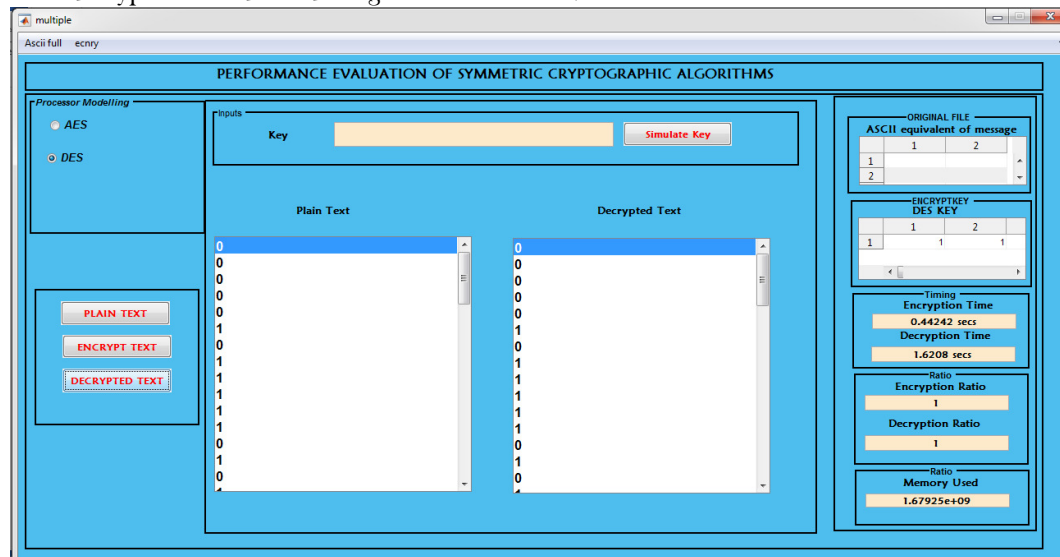 multiple
Ascii full ecnry
PERFORMANCE EVALUATION OF SYMMETRIC CRYPTOGRAPHIC ALGORITHMS
Processor Modelling
AES
DES
PLAIN TEXT
ENCRYPT TEXT
DECRYPTED TEXT
Inputs
Key
Simulate Key
Plain Text
0
0
0
0
0
1
0
1
1
1
1
1
0
1
0
Decrypted Text
0
0
0
0
0
1
0
1
1
1
1
1
0
1
0
ORIGINAL FILE
ASCII equivalent of message
1 2
1
2
ENCRYPTKEY
DES KEY
1 2
1 1 1
Timing
Encryption Time
0.44242 secs
Decryption Time
1.6208 secs
Ratio
Encryption Ratio
1
Decryption Ratio
1
Ratio
Memory Used
1.67925e+09